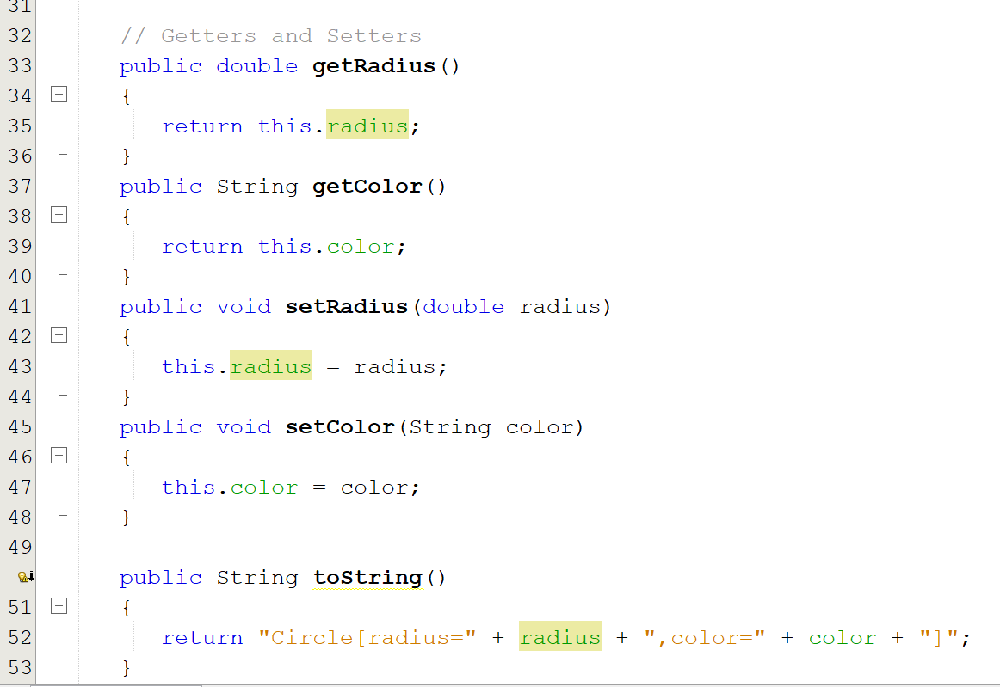 31
32 // Getters and Setters
33 public double getRadius()
34 {
35 return this.radius;
36 }
37 public String getColor()
38 {
39 return this.color;
40 }
41 public void setRadius(double radius)
42 {
43 this.radius = radius;
44 }
45 public void setColor(String color)
46 {
47 this.color = color;
48 }
49
public String toString()
51 {
52 return "Circle[radius=" + radius + ",color=" + color + "]";
53 }